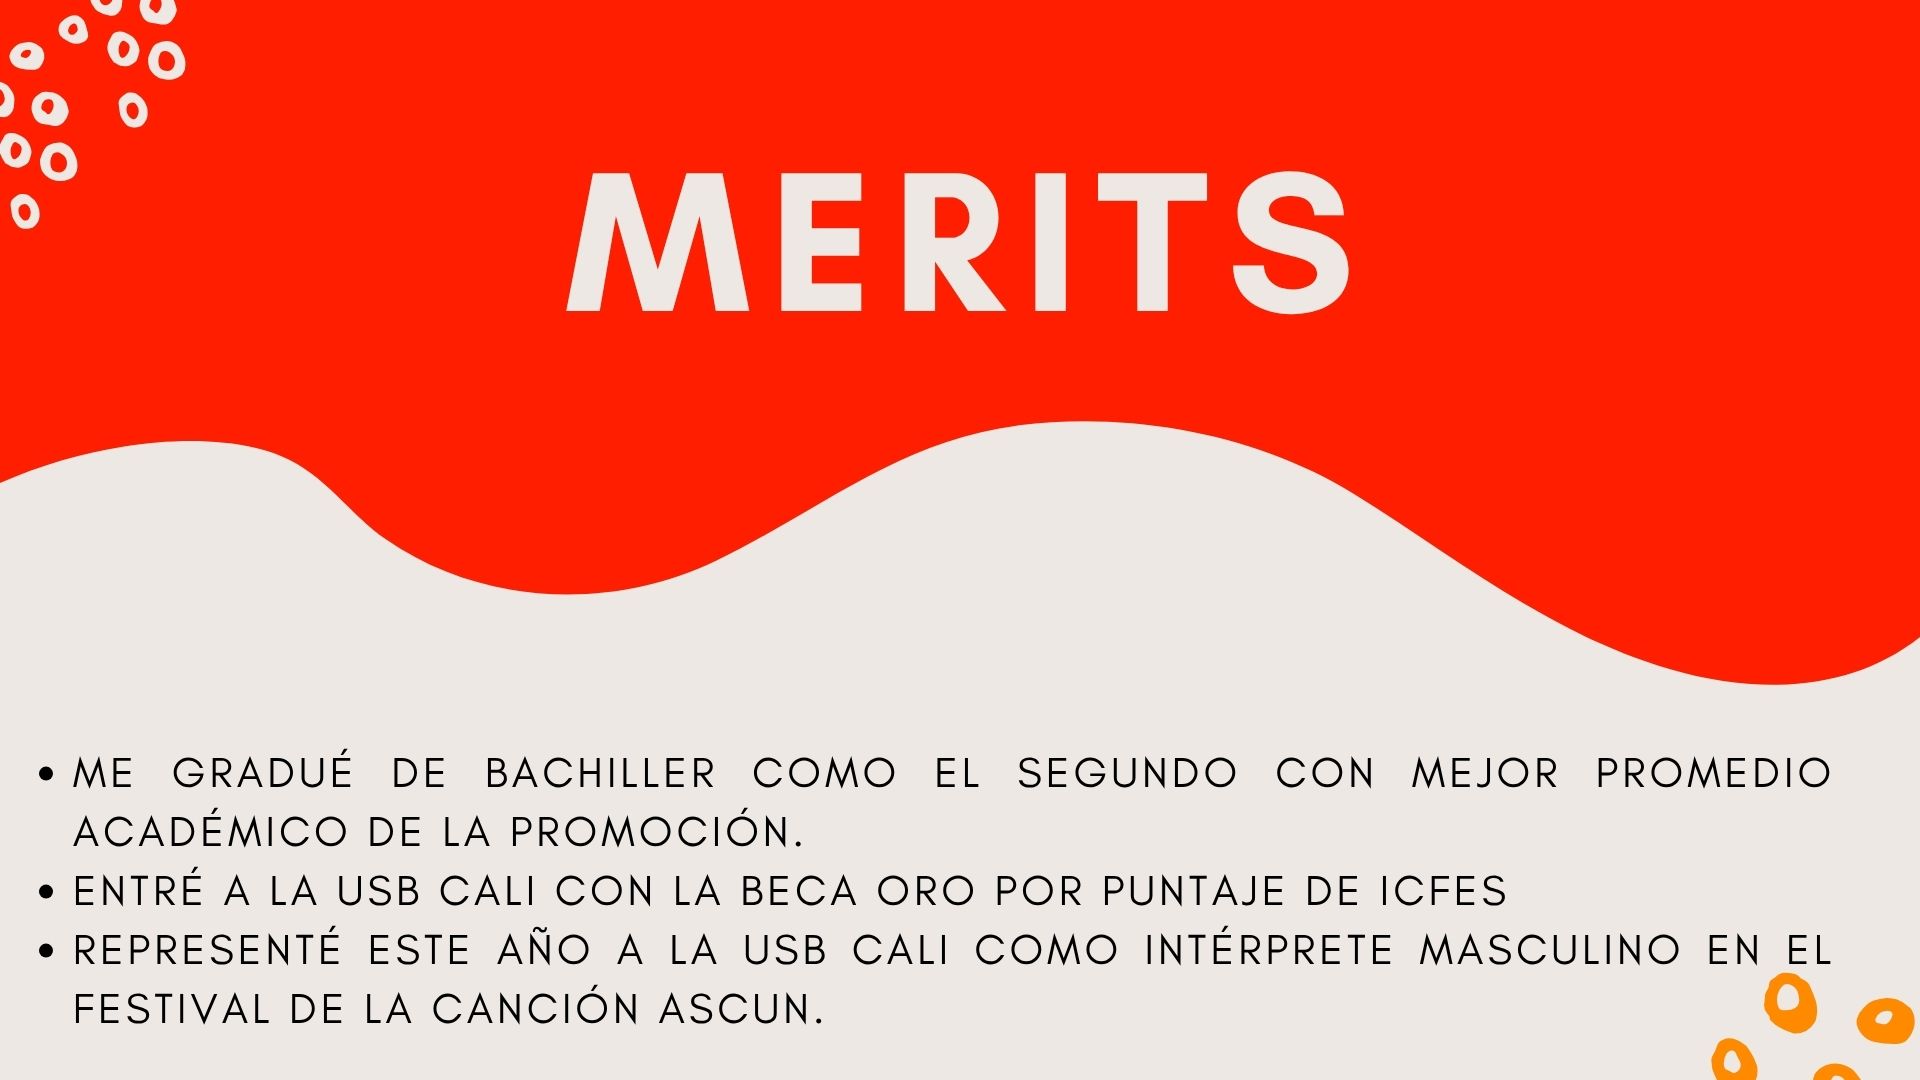 MERITS
• ME GRADUÉ DE BACHILLER COMO EL SEGUNDO CON MEJOR PROMEDIO
ACADÉMICO DE LA PROMOCIÓN.
• ENTRÉ A LA USB CALI CON LA BECA ORO POR PUNTAJE DE ICFES
• REPRESENTÉ ESTE AÑO A LA USB CALI COMO INTÉRPRETE MASCULINO EN EL
FESTIVAL DE LA CANCIÓN ASCUN.